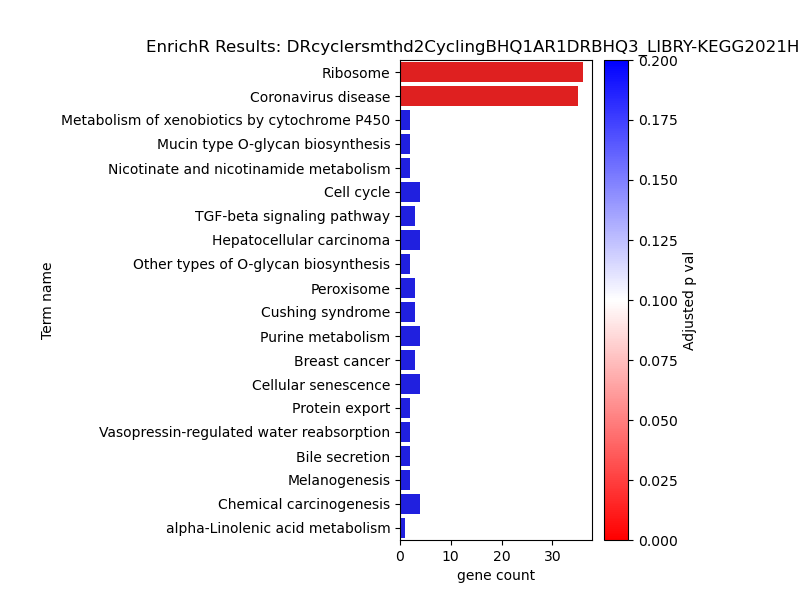 EnrichR Results: DRcyclersmthd2CyclingBHQ1AR1DRBHQ3_LIBRY-KEGG2021H
Term name
Ribosome
Coronavirus disease
Metabolism of xenobiotics by cytochrome P450
Mucin type O-glycan biosynthesis
Nicotinate and nicotinamide metabolism
Cell cycle
TGF-beta signaling pathway
Hepatocellular carcinoma
Other types of O-glycan biosynthesis
Peroxisome
Cushing syndrome
Purine metabolism
Breast cancer
Cellular senescence
Protein export
Vasopressin-regulated water reabsorption
Bile secretion
Melanogenesis
Chemical carcinogenesis
alpha-Linolenic acid metabolism
0 10 20 30
gene count
0.200
0.175
0.150
0.125
0.100
0.075
0.050
0.025
0.000
Adjusted p val